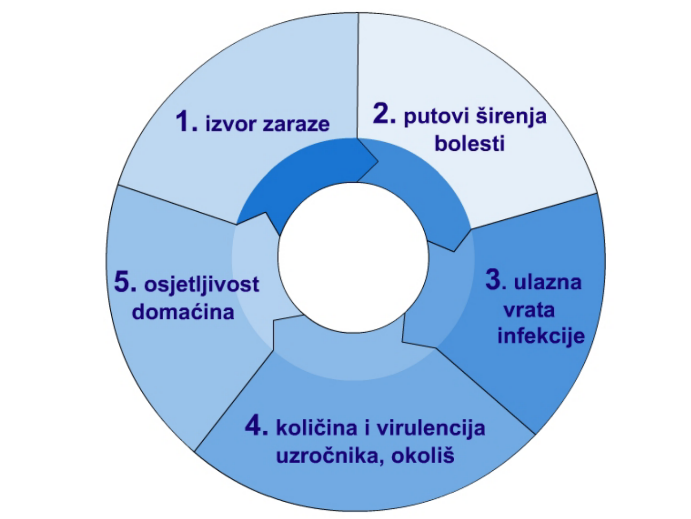 1. izvor zaraze
2. putovi širenja
bolesti
3. ulazna
vrata
infekcije
4. količina i virulencija
uzročnika, okoliš
5. osjetljivost
domaćina